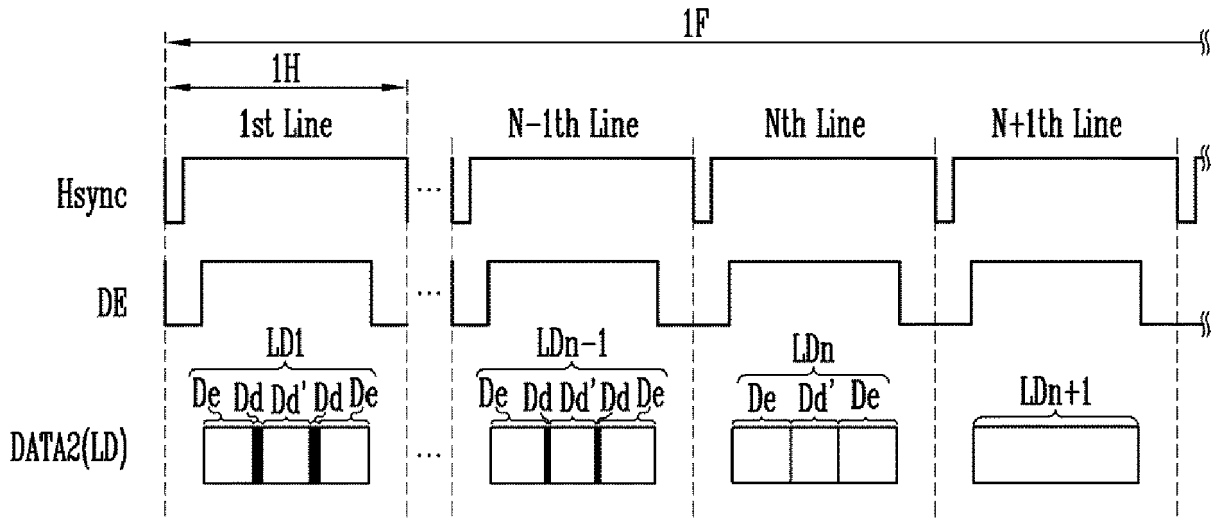 1F
1H
1st Line N-1th Line Nth Line N+1th Line
Hsync ...
DE ...
LD1 LDn-1 LDn LDn+1
De Dd Dd' Dd De De Dd Dd' Dd De De Dd' De
DATA2(LD) ...